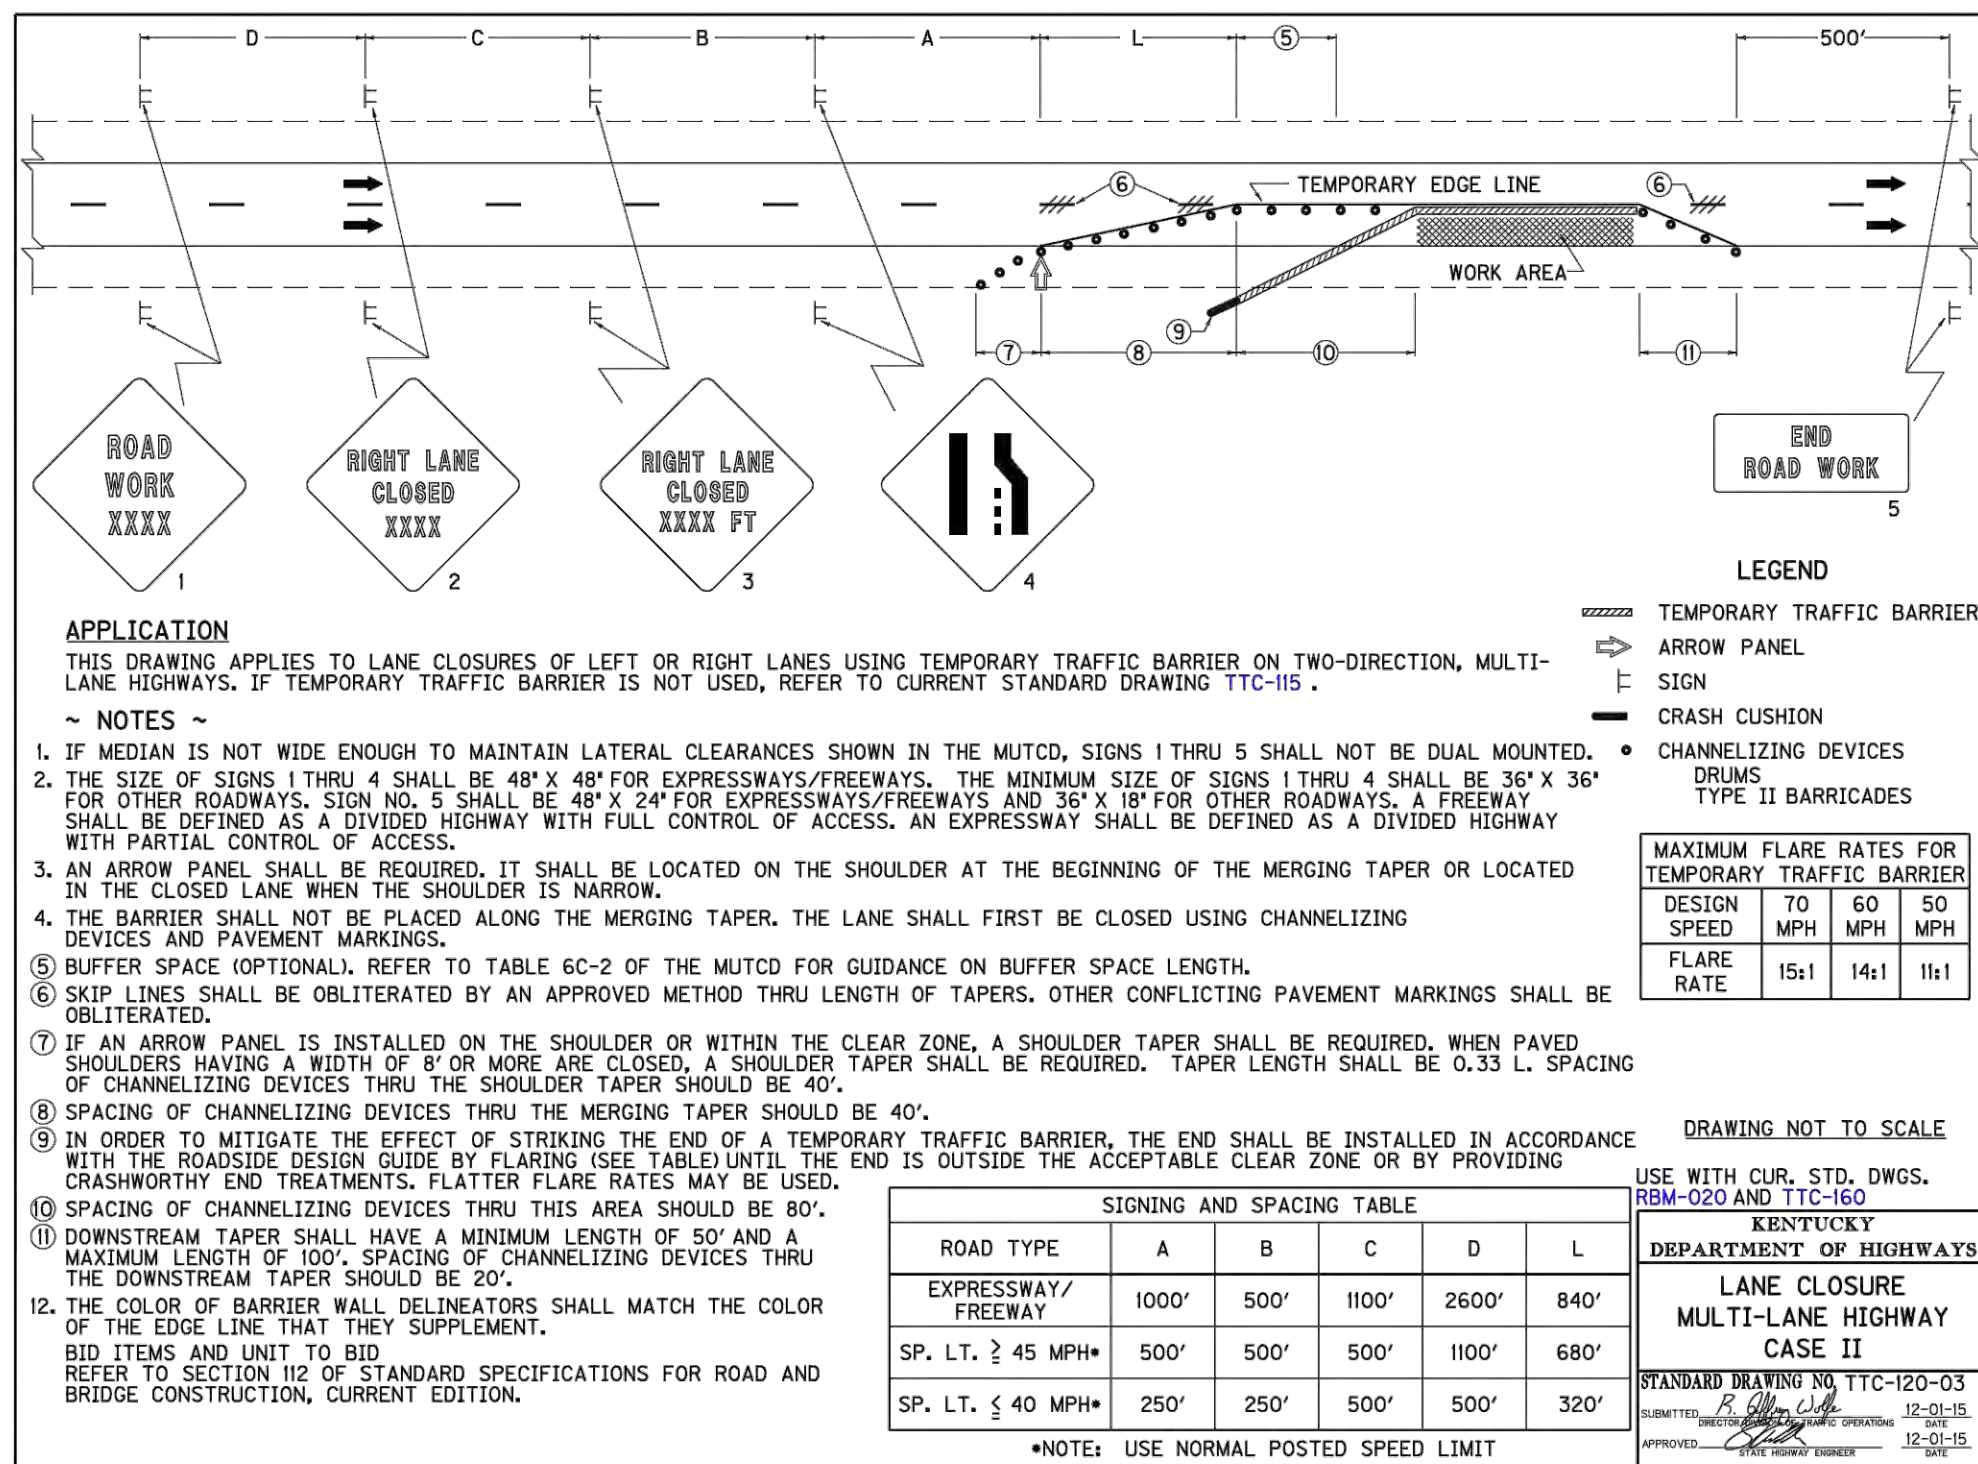 D C B A L 5 500'
6 TEMPORARY EDGE LINE 6
WORK AREA
9
7 8 10 11
ROAD
WORK
XXXX
1
RIGHT LANE
CLOSED
XXXX
2
RIGHT LANE
CLOSED
XXXX FT
3
4
END
ROAD WORK
5
LEGEND
TEMPORARY TRAFFIC BARRIER
ARROW PANEL
SIGN
CRASH CUSHION
CHANNELIZING DEVICES
DRUMS
TYPE II BARRICADES
APPLICATION
THIS DRAWING APPLIES TO LANE CLOSURES OF LEFT OR RIGHT LANES USING TEMPORARY TRAFFIC BARRIER ON TWO-DIRECTION, MULTI-
LANE HIGHWAYS. IF TEMPORARY TRAFFIC BARRIER IS NOT USED, REFER TO CURRENT STANDARD DRAWING TTC-115 .
~ NOTES ~
1. IF MEDIAN IS NOT WIDE ENOUGH TO MAINTAIN LATERAL CLEARANCES SHOWN IN THE MUTCD, SIGNS 1 THRU 5 SHALL NOT BE DUAL MOUNTED.
2. THE SIZE OF SIGNS 1 THRU 4 SHALL BE 48" X 48" FOR EXPRESSWAYS/FREEWAYS. THE MINIMUM SIZE OF SIGNS 1 THRU 4 SHALL BE 36" X 36"
FOR OTHER ROADWAYS. SIGN NO. 5 SHALL BE 48" X 24" FOR EXPRESSWAYS/FREEWAYS AND 36" X 18" FOR OTHER ROADWAYS. A FREEWAY
SHALL BE DEFINED AS A DIVIDED HIGHWAY WITH FULL CONTROL OF ACCESS. AN EXPRESSWAY SHALL BE DEFINED AS A DIVIDED HIGHWAY
WITH PARTIAL CONTROL OF ACCESS.
3. AN ARROW PANEL SHALL BE REQUIRED. IT SHALL BE LOCATED ON THE SHOULDER AT THE BEGINNING OF THE MERGING TAPER OR LOCATED
IN THE CLOSED LANE WHEN THE SHOULDER IS NARROW.
4. THE BARRIER SHALL NOT BE PLACED ALONG THE MERGING TAPER. THE LANE SHALL FIRST BE CLOSED USING CHANNELIZING
DEVICES AND PAVEMENT MARKINGS.
5 BUFFER SPACE (OPTIONAL). REFER TO TABLE 6C-2 OF THE MUTCD FOR GUIDANCE ON BUFFER SPACE LENGTH.
6 SKIP LINES SHALL BE OBLITERATED BY AN APPROVED METHOD THRU LENGTH OF TAPERS. OTHER CONFLICTING PAVEMENT MARKINGS SHALL BE
OBLITERATED.
7 IF AN ARROW PANEL IS INSTALLED ON THE SHOULDER OR WITHIN THE CLEAR ZONE, A SHOULDER TAPER SHALL BE REQUIRED. WHEN PAVED
SHOULDERS HAVING A WIDTH OF 8' OR MORE ARE CLOSED, A SHOULDER TAPER SHALL BE REQUIRED. TAPER LENGTH SHALL BE 0.33 L. SPACING
OF CHANNELIZING DEVICES THRU THE SHOULDER TAPER SHOULD BE 40'.
8 SPACING OF CHANNELIZING DEVICES THRU THE MERGING TAPER SHOULD BE 40'.
9 IN ORDER TO MITIGATE THE EFFECT OF STRIKING THE END OF A TEMPORARY TRAFFIC BARRIER, THE END SHALL BE INSTALLED IN ACCORDANCE
WITH THE ROADSIDE DESIGN GUIDE BY FLARING (SEE TABLE) UNTIL THE END IS OUTSIDE THE ACCEPTABLE CLEAR ZONE OR BY PROVIDING
CRASHWORTHY END TREATMENTS. FLATTER FLARE RATES MAY BE USED.
10 SPACING OF CHANNELIZING DEVICES THRU THIS AREA SHOULD BE 80'.
11 DOWNSTREAM TAPER SHALL HAVE A MINIMUM LENGTH OF 50' AND A
MAXIMUM LENGTH OF 100'. SPACING OF CHANNELIZING DEVICES THRU
THE DOWNSTREAM TAPER SHOULD BE 20'.
12. THE COLOR OF BARRIER WALL DELINEATORS SHALL MATCH THE COLOR
OF THE EDGE LINE THAT THEY SUPPLEMENT.
BID ITEMS AND UNIT TO BID
REFER TO SECTION 112 OF STANDARD SPECIFICATIONS FOR ROAD AND
BRIDGE CONSTRUCTION, CURRENT EDITION.
MAXIMUM FLARE RATES FOR
TEMPORARY TRAFFIC BARRIER
DESIGN SPEED 70 MPH 60 MPH 50 MPH
FLARE RATE 15:1 14:1 11:1
SIGNING AND SPACING TABLE
ROAD TYPE A B C D L
EXPRESSWAY/ FREEWAY 1000' 500' 1100' 2600' 840'
SP. LT. ≥ 45 MPH* 500' 500' 500' 1100' 680'
SP. LT. ≤ 40 MPH* 250' 250' 500' 500' 320'
*NOTE: USE NORMAL POSTED SPEED LIMIT
DRAWING NOT TO SCALE
USE WITH CUR. STD. DWGS.
RBM-020 AND TTC-160
KENTUCKY
DEPARTMENT OF HIGHWAYS
LANE CLOSURE
MULTI-LANE HIGHWAY
CASE II
STANDARD DRAWING NO. TTC-120-03
SUBMITTED R. Jeffrey Wolfe 12-01-15
DIRECTOR DIVISION OF TRAFFIC OPERATIONS DATE
APPROVED 12-01-15
STATE HIGHWAY ENGINEER DATE